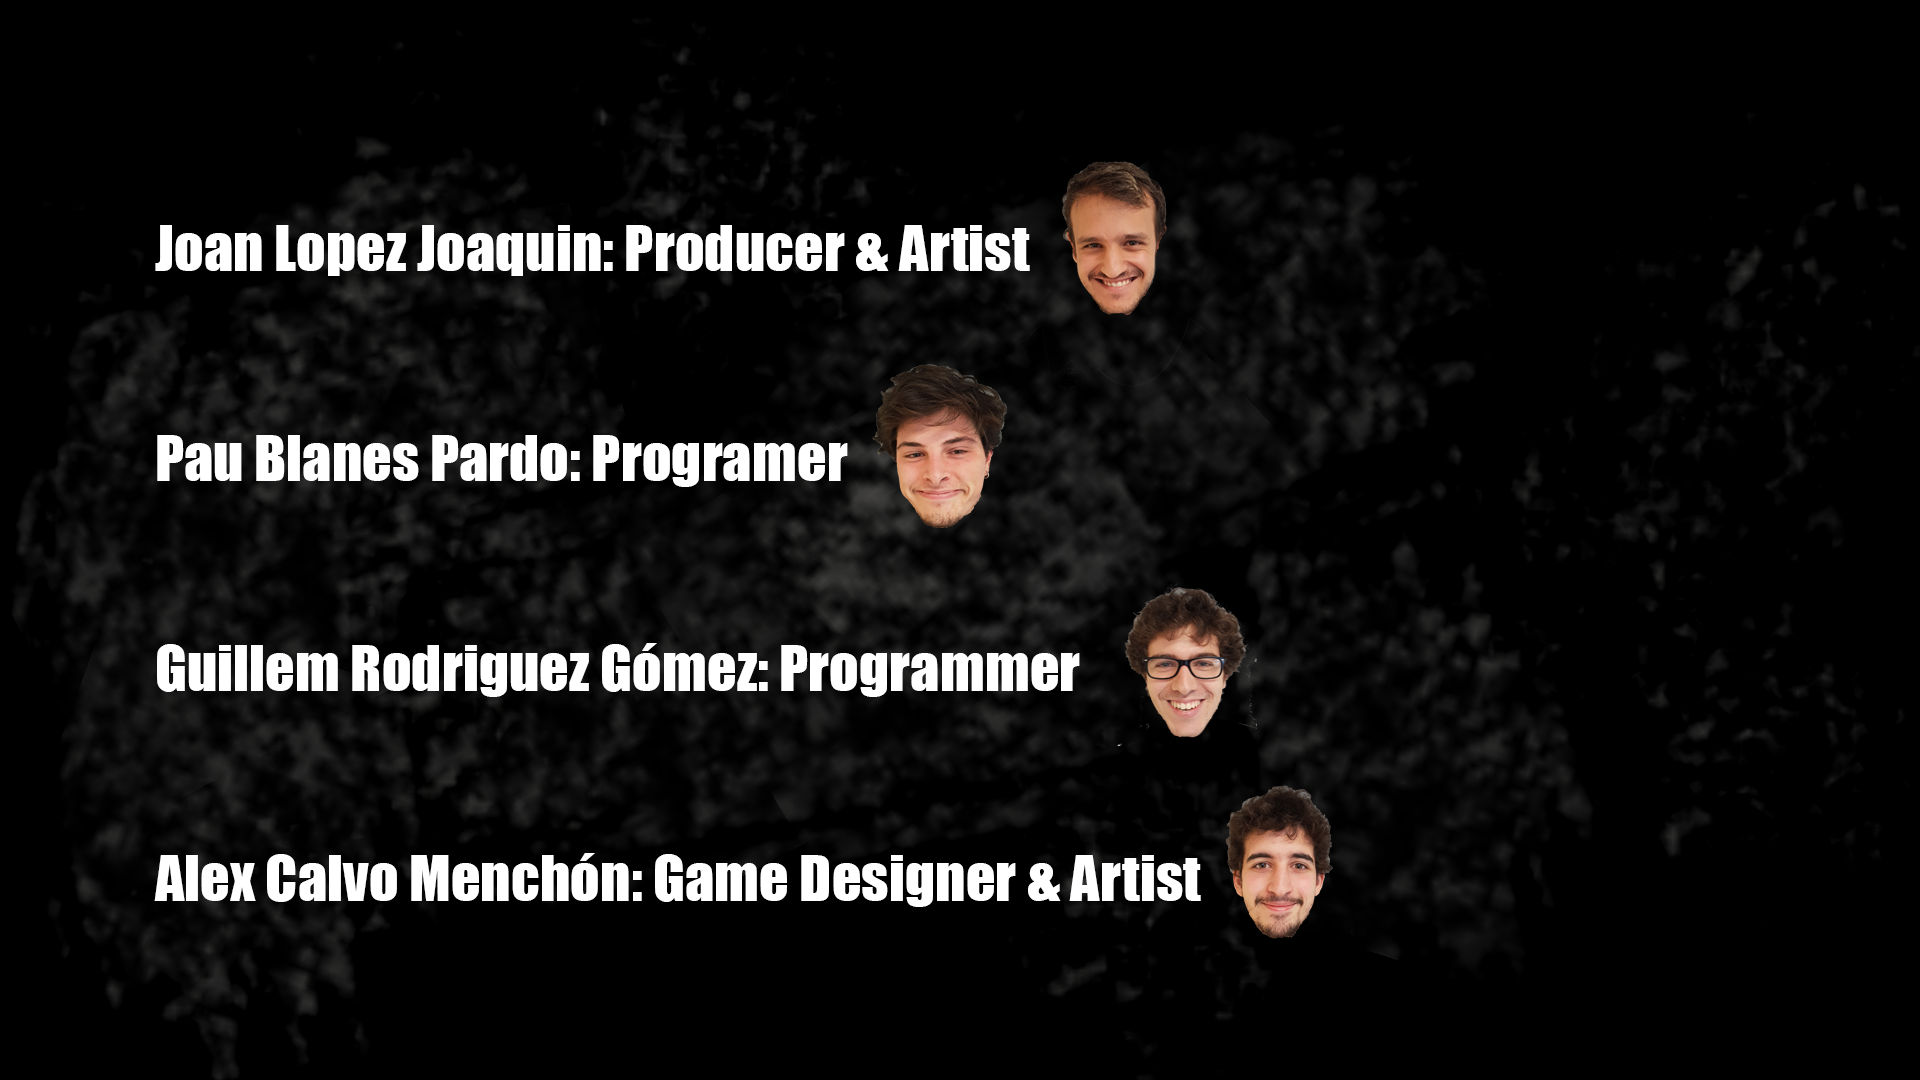 Joan Lopez Joaquin: Producer & Artist
Pau Blanes Pardo: Programer
Guillem Rodriguez Gómez: Programmer
Alex Calvo Menchón: Game Designer & Artist